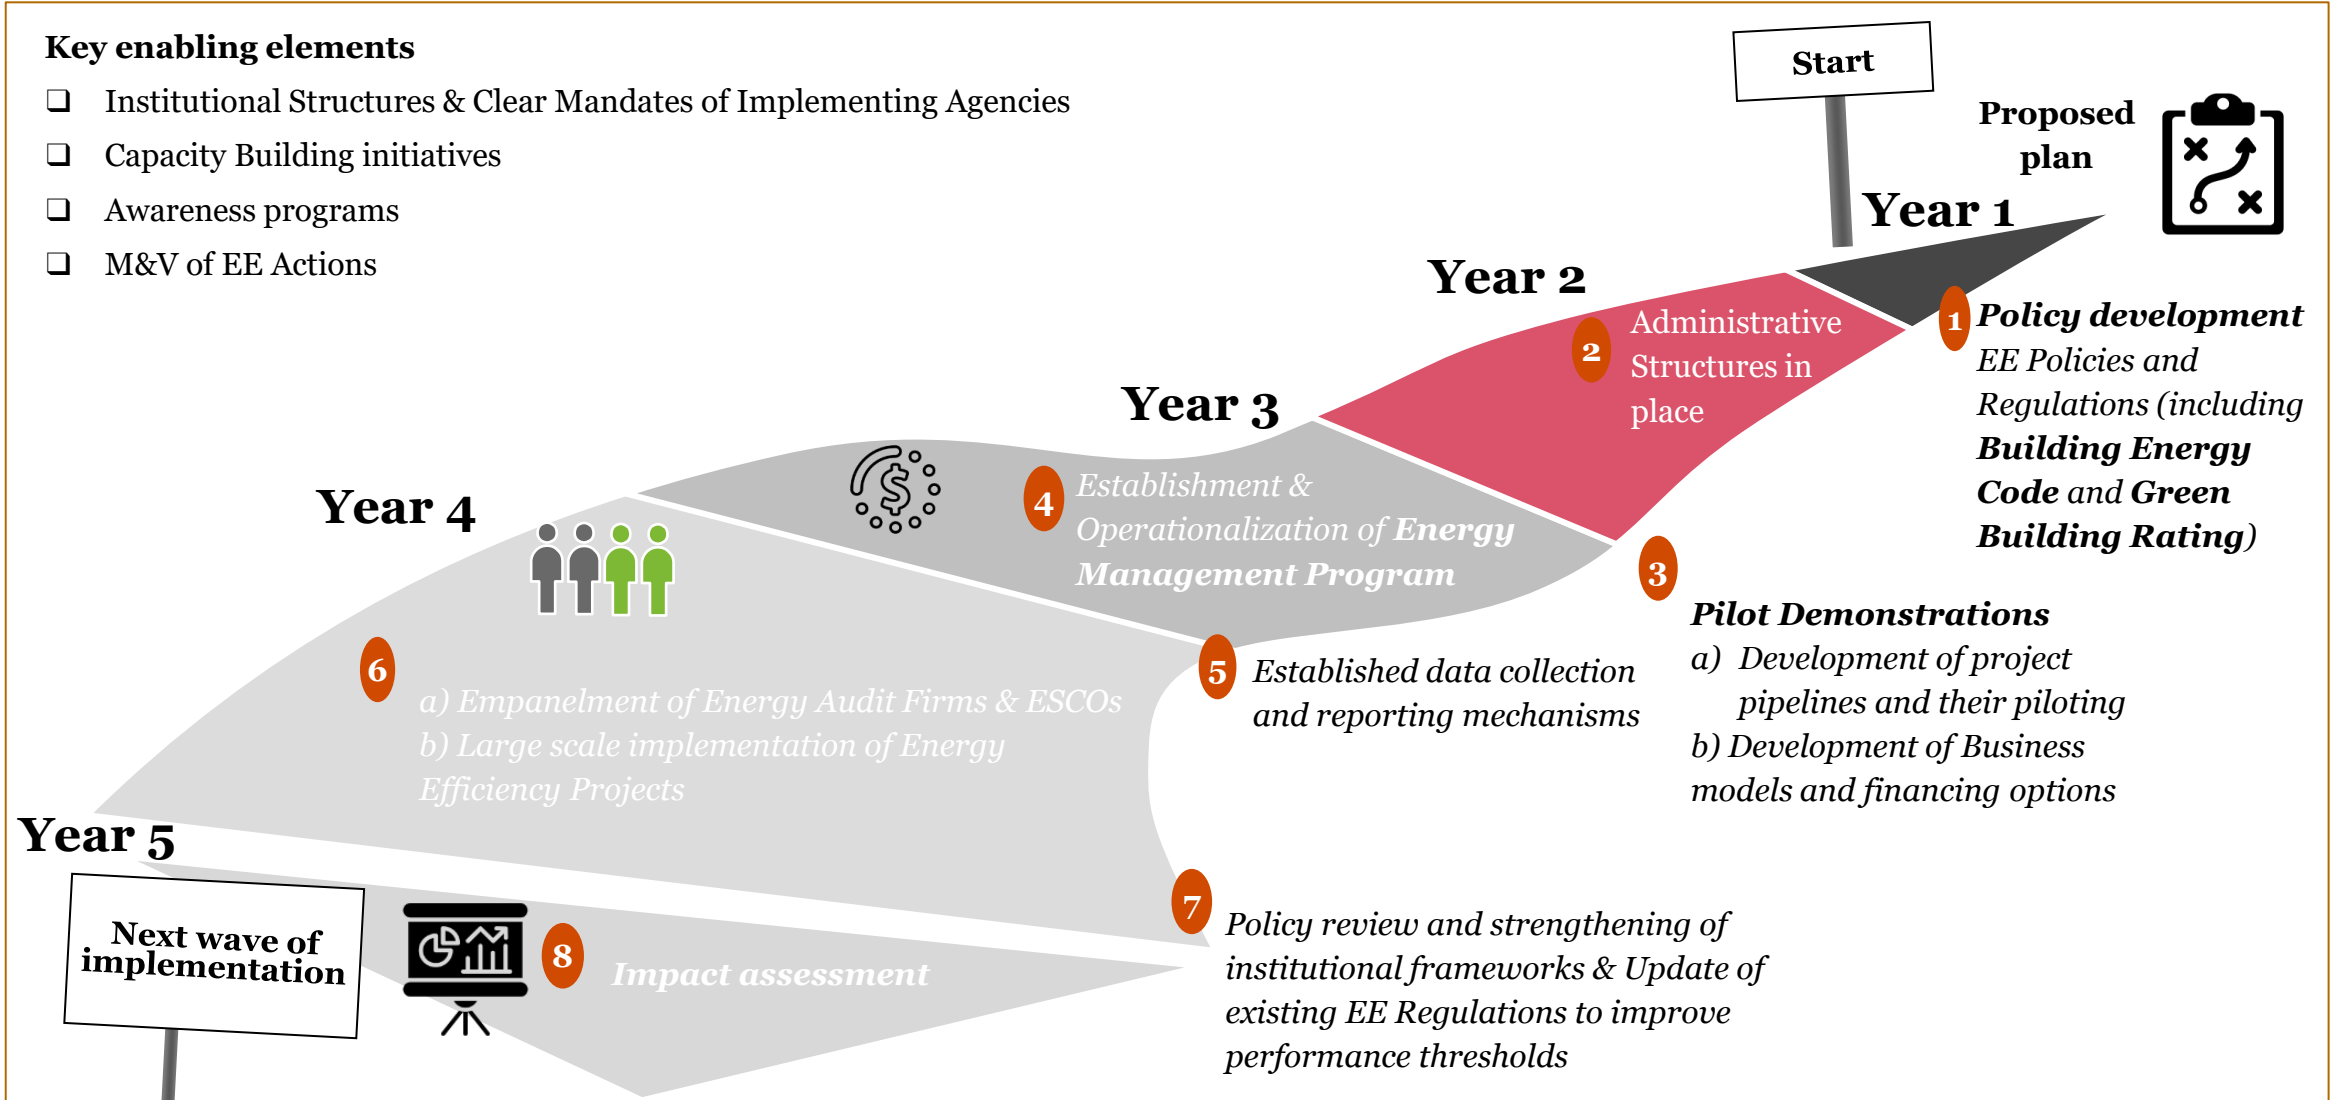 Key enabling elements
❑ Institutional Structures & Clear Mandates of Implementing Agencies
❑ Capacity Building initiatives
❑ Awareness programs
❑ M&V of EE Actions
Start
Proposed
plan
Year 1
1 Policy development
EE Policies and
Regulations (including
Building Energy
Code and Green
Building Rating)
Year 2
2 Administrative
Structures in
place
3
Pilot Demonstrations
a) Development of project
pipelines and their piloting
b) Development of Business
models and financing options
Year 3
$
4 Establishment &
Operationalization of Energy
Management Program
5 Established data collection
and reporting mechanisms
Year 4
6
a) Empanelment of Energy Audit Firms & ESCOs
b) Large scale implementation of Energy
Efficiency Projects
7
Policy review and strengthening of
institutional frameworks & Update of
existing EE Regulations to improve
performance thresholds
Year 5
8 Impact assessment
Next wave of
implementation